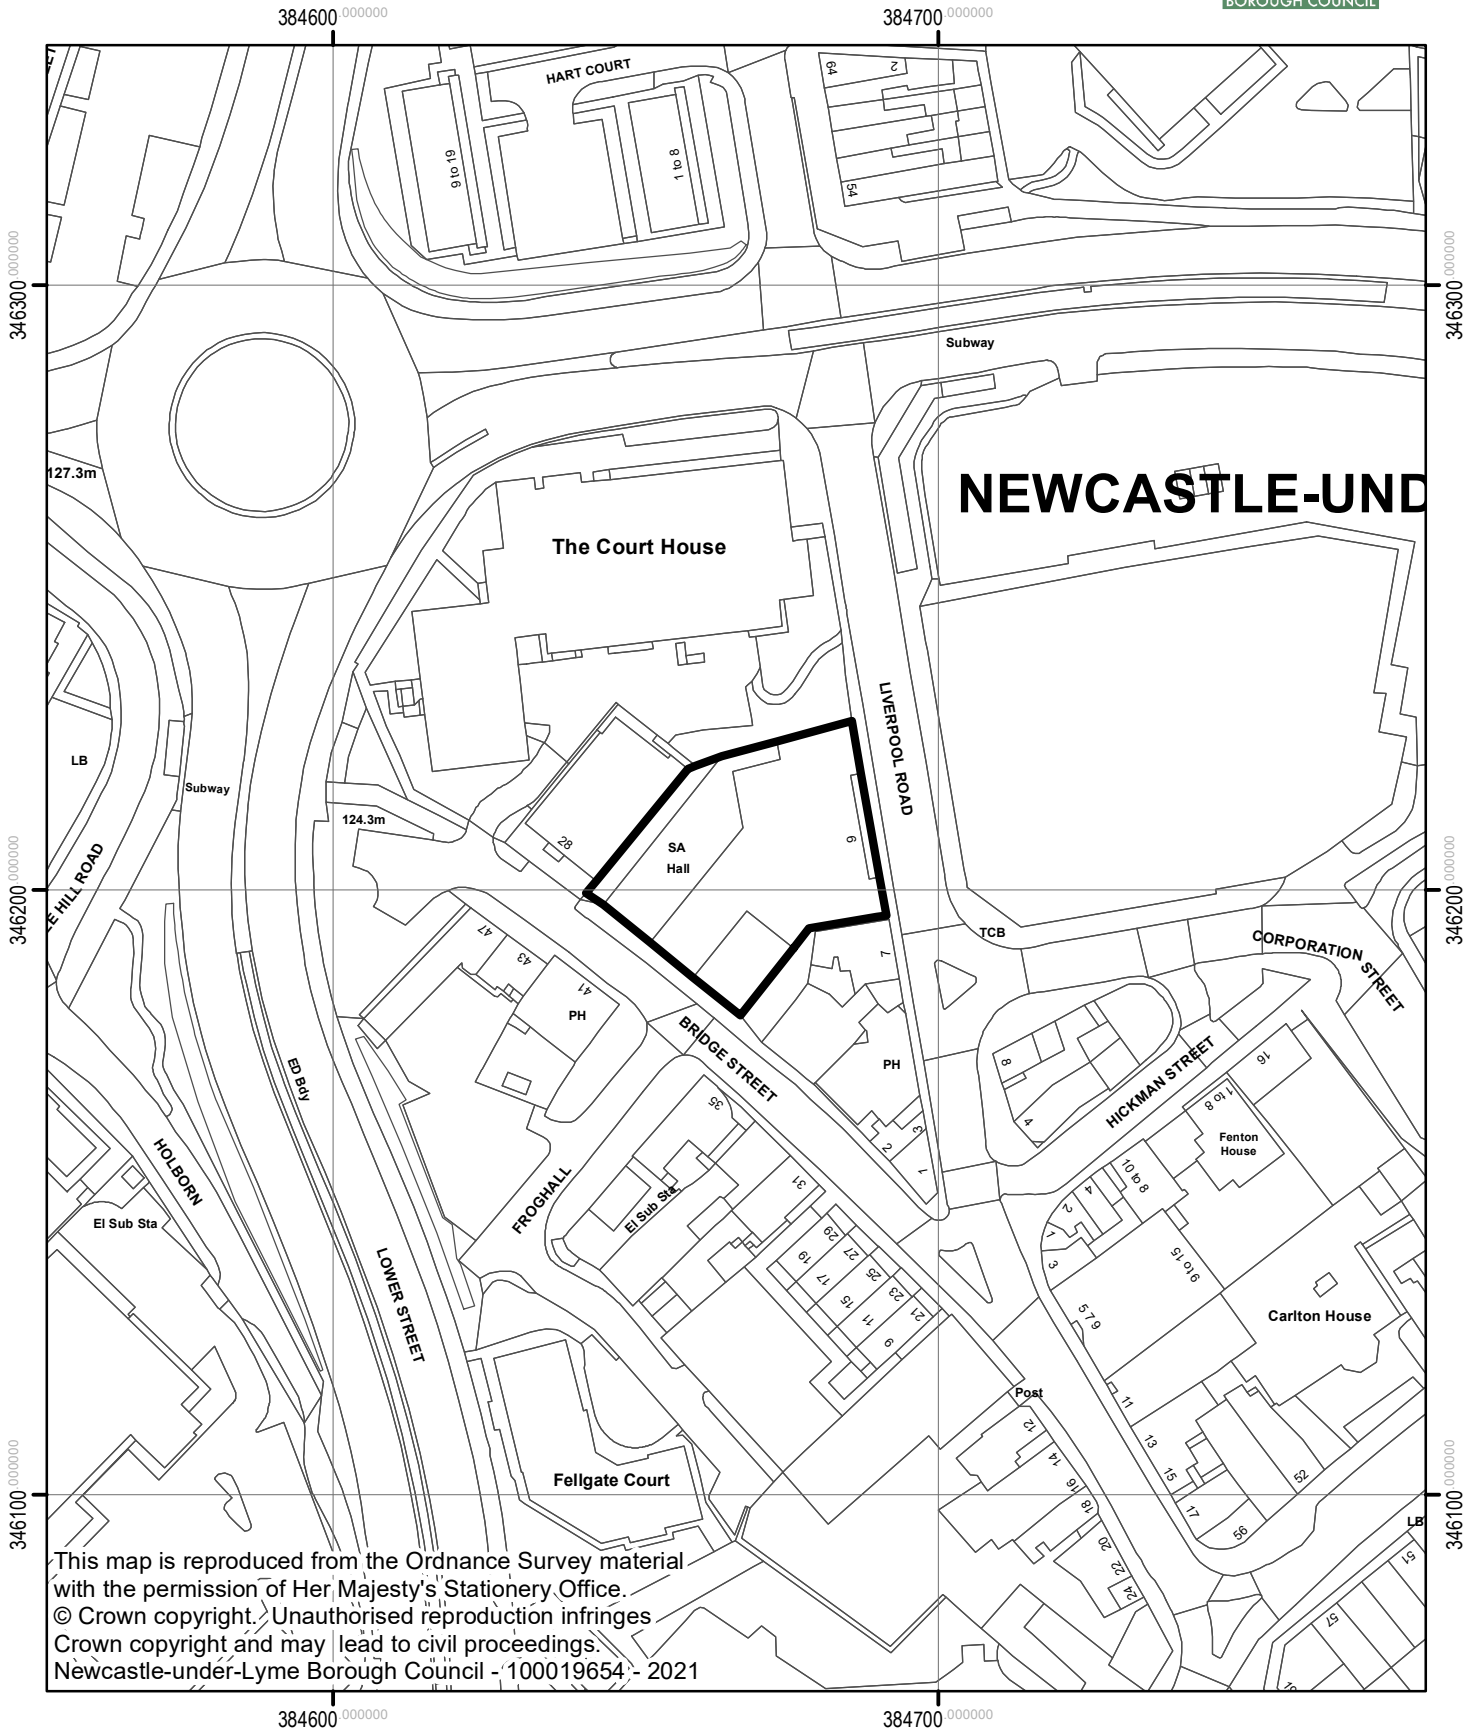 BOROUGH COUNCIL
384600.000000
384700.000000
HART COURT
9 to 19
1 to 8
64
2
54
346300.000000
346300.000000
Subway
127.3m
NEWCASTLE-UND
The Court House
LIVERPOOL ROAD
LB
Subway
124.3m
28
SA
Hall
9
E HILL ROAD
346200.000000
346200.000000
TCB
CORPORATION STREET
47
43
41
PH
7
BRIDGE STREET
PH
ED Bdy
8
4
HICKMAN STREET
16
1 to 8
Fenton
House
35
3
2
1
HOLBORN
FROGHALL
El Sub Sta
31
El Sub Sta
10 to 8
4
2
1
3
9 to 15
LOWER STREET
29
27
25
23
21
19
17
15
11
9
5 7 9
Carlton House
11
Post
12
14
16
18
20
22
24
13
15
17
52
56
Fellgate Court
346100.000000
346100.000000
LB
51
57
This map is reproduced from the Ordnance Survey material
with the permission of Her Majesty's Stationery Office.
© Crown copyright. Unauthorised reproduction infringes
Crown copyright and may lead to civil proceedings.
Newcastle-under-Lyme Borough Council - 100019654 - 2021
384600.000000
384700.000000